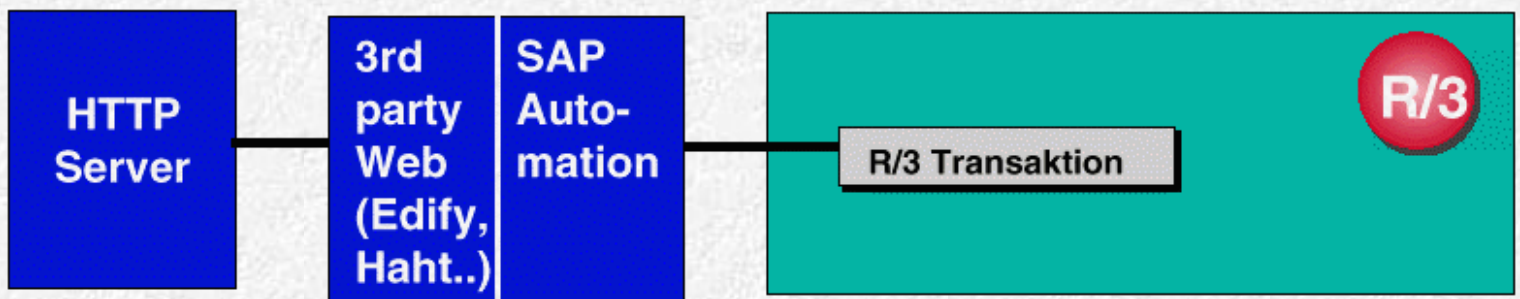 HTTP
Server
3rd
party
Web
(Edify,
Haht..)
SAP
Auto-
mation
R/3 Transaktion
R/3